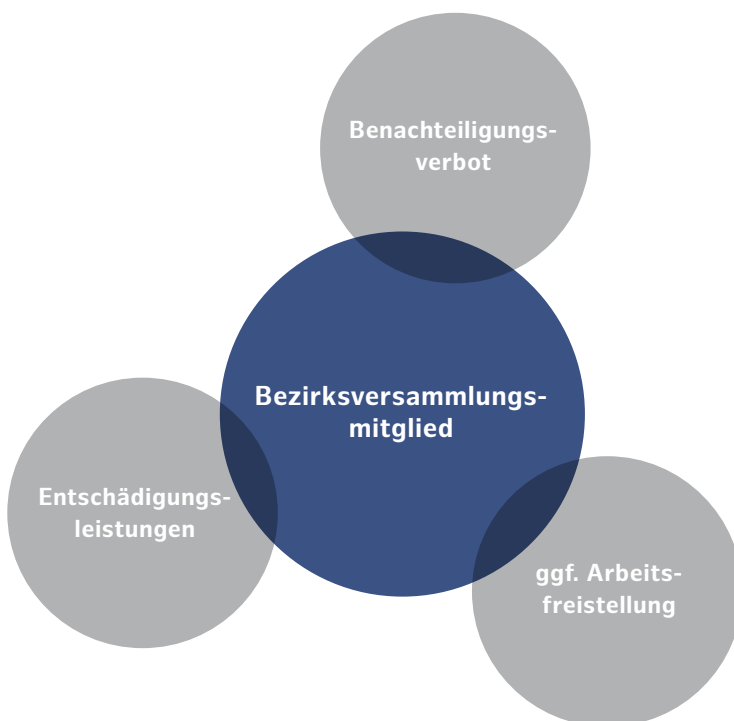 Benachteiligungs-
verbot
Bezirksversammlungs-
mitglied
Entschädigungs-
leistungen
ggf. Arbeits-
freistellung